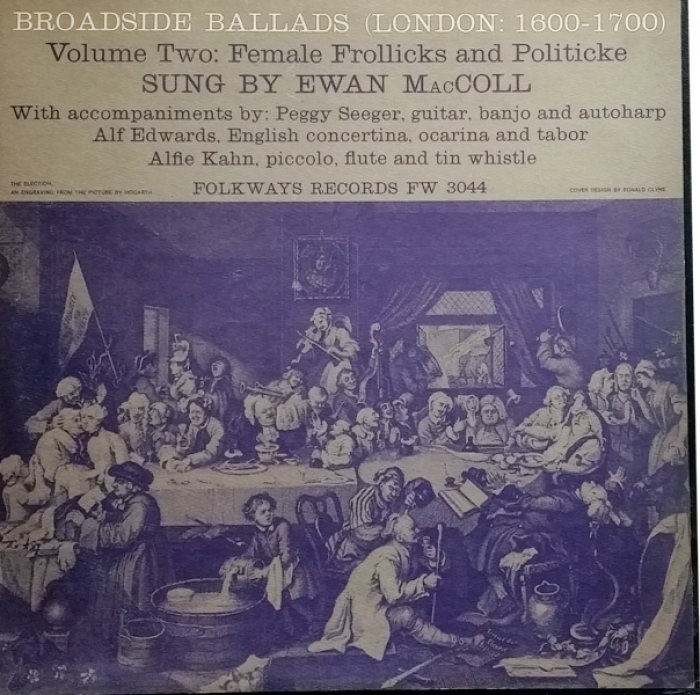 BROADSIDE BALLADS (LONDON: 1600-1700)
Volume Two: Female Frollicks and Politicke
SUNG BY EWAN MacCOLL
With accompaniments by: Peggy Seeger, guitar, banjo and autoharp
Alf Edwards, English concertina, ocarina and tabor
Alfie Kahn, piccolo, flute and tin whistle
THE ELECTION,
AN ENGRAVING FROM THE PICTURE BY HOGARTH
FOLKWAYS RECORDS FW 3044
COVER DESIGN BY RONALD CLYNE